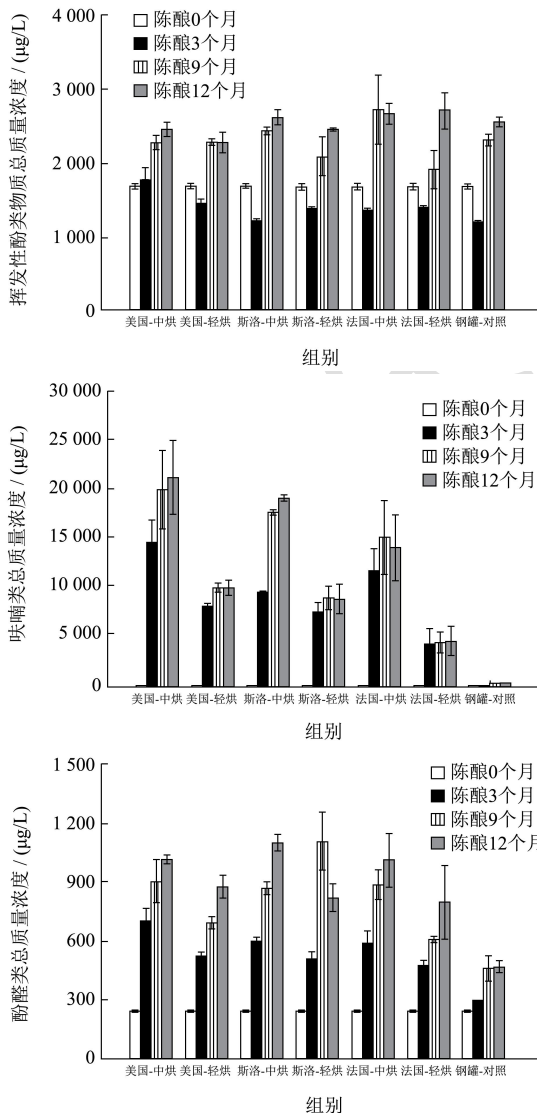 挥发性酚类物质总质量浓度 / (μg/L)
4 000
3 000
2 000
1 000
0
陈酿0个月
陈酿3个月
陈酿9个月
陈酿12个月
美国-中烘 美国-轻烘 斯洛-中烘 斯洛-轻烘 法国-中烘 法国-轻烘 钢罐-对照
组别
呋喃类总质量浓度 / (μg/L)
30 000
25 000
20 000
15 000
10 000
5 000
0
陈酿0个月
陈酿3个月
陈酿9个月
陈酿12个月
美国-中烘 美国-轻烘 斯洛-中烘 斯洛-轻烘 法国-中烘 法国-轻烘 钢罐-对照
组别
酚醛类总质量浓度 / (μg/L)
1 500
1 200
900
600
300
0
陈酿0个月
陈酿3个月
陈酿9个月
陈酿12个月
美国-中烘 美国-轻烘 斯洛-中烘 斯洛-轻烘 法国-中烘 法国-轻烘 钢罐-对照
组别